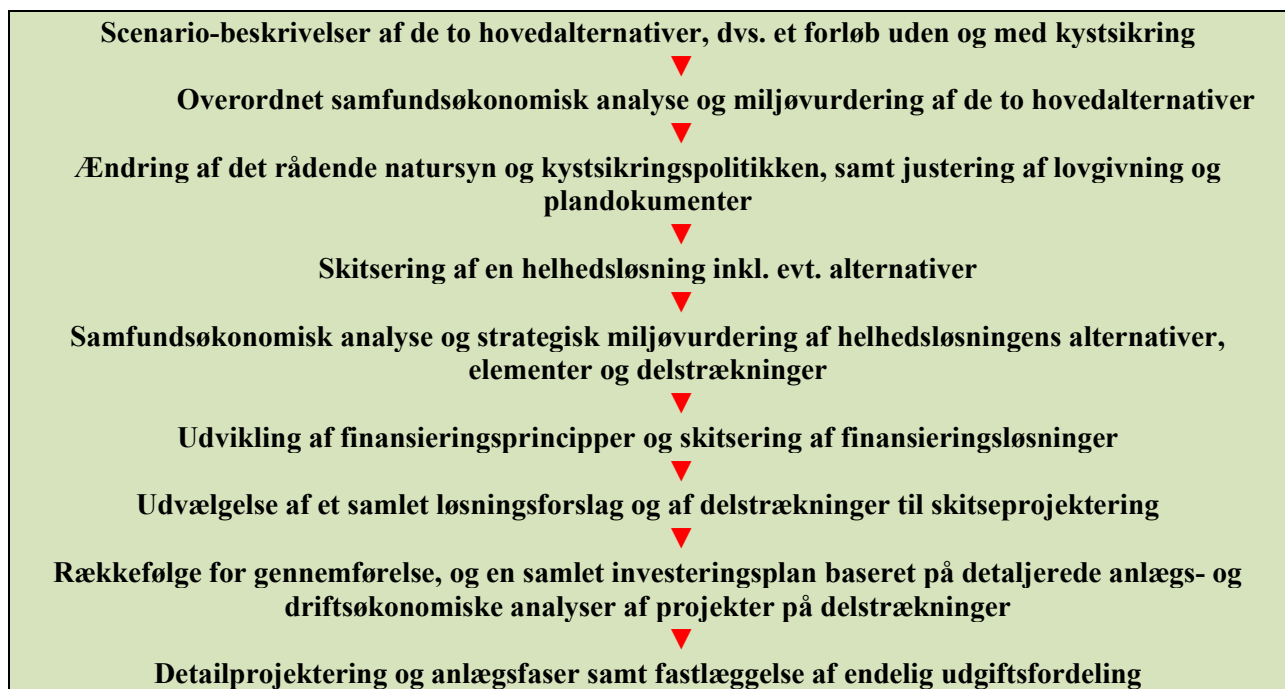 Scenario-beskrivelser af de to hovedalternativer, dvs. et forløb uden og med kystsikring
▼
Overordnet samfundsøkonomisk analyse og miljøvurdering af de to hovedalternativer
▼
Ændring af det rådende natursyn og kystsikringspolitikken, samt justering af lovgivning og
plandokumenter
▼
Skitsering af en helhedsløsning inkl. evt. alternativer
▼
Samfundsøkonomisk analyse og strategisk miljøvurdering af helhedsløsningens alternativer,
elementer og delstrækninger
▼
Udvikling af finansieringsprincipper og skitsering af finansieringsløsninger
▼
Udvælgelse af et samlet løsningsforslag og af delstrækninger til skitseprojektering
▼
Rækkefølge for gennemførelse, og en samlet investeringsplan baseret på detaljerede anlægs- og
driftsøkonomiske analyser af projekter på delstrækninger
▼
Detailprojektering og anlægsfaser samt fastlæggelse af endelig udgiftsfordeling